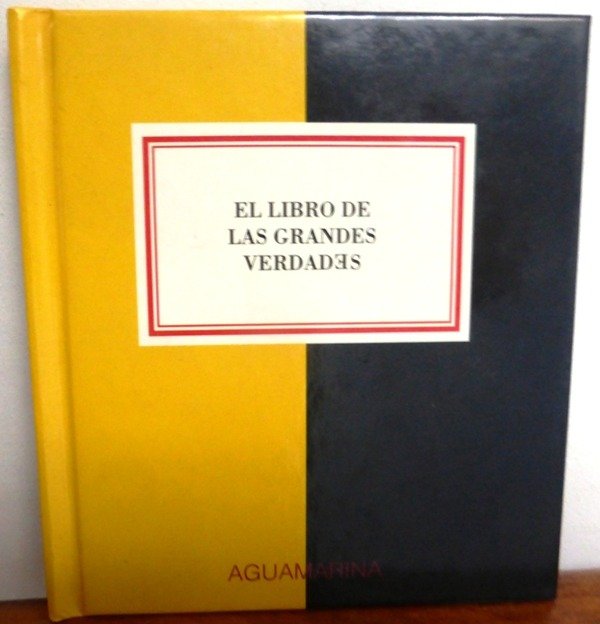 EL LIBRO DE
LAS GRANDES
VERDADƎS
AGUAMARINA